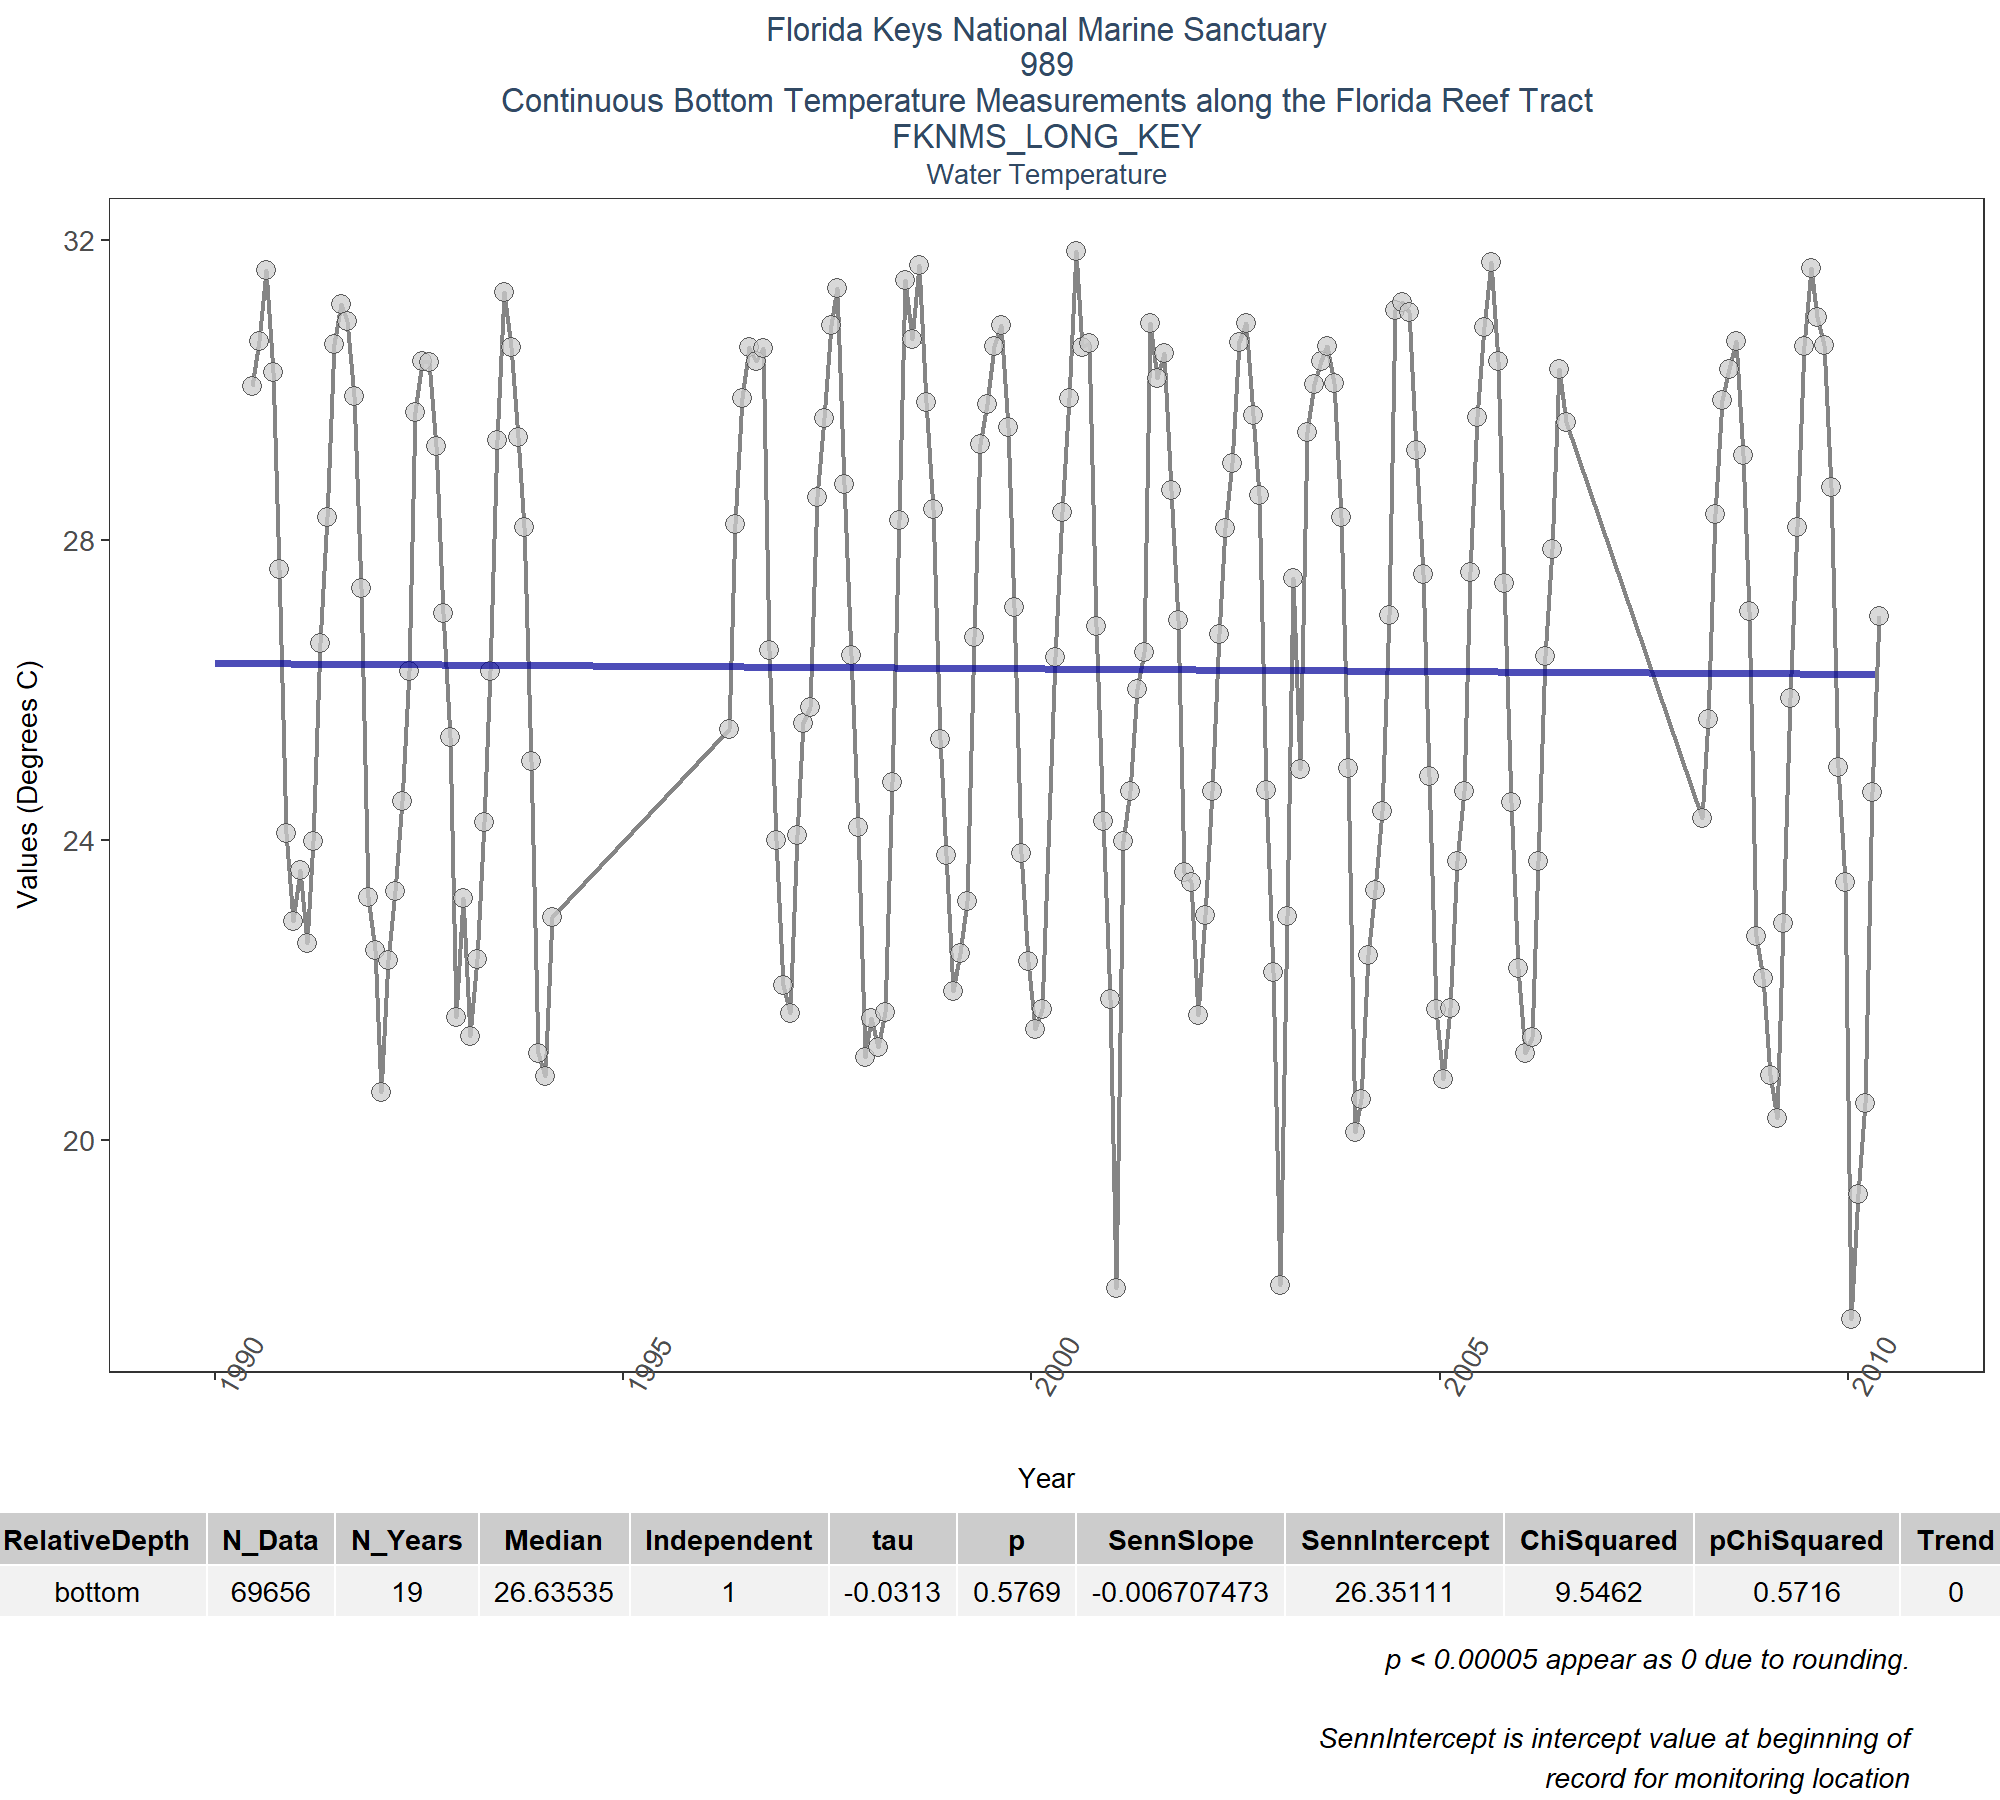 Florida Keys National Marine Sanctuary
989
Continuous Bottom Temperature Measurements along the Florida Reef Tract
FKNMS_LONG_KEY
Water Temperature
32
28
24
20
Values (Degrees C)
1990
1995
2000
2005
2010
Year
RelativeDepth N_Data N_Years Median Independent tau p SennSlope SennIntercept ChiSquared pChiSquared Trend
bottom 69656 19 26.63535 1 -0.0313 0.5769 -0.006707473 26.35111 9.5462 0.5716 0
p < 0.00005 appear as 0 due to rounding.
SennIntercept is intercept value at beginning of
record for monitoring location